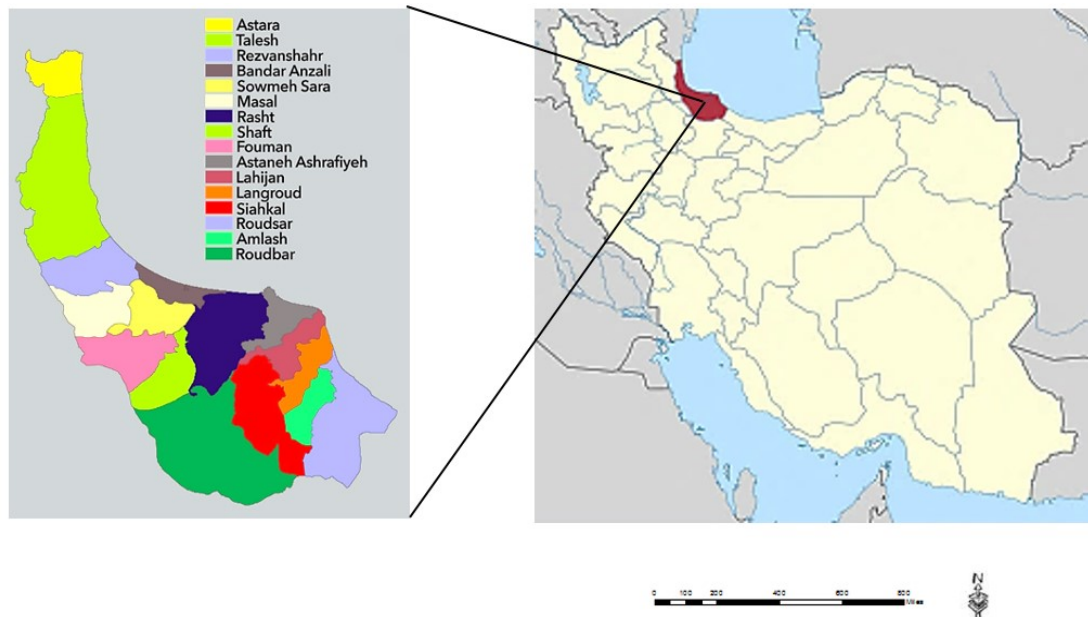 Astara
Talesh
Rezvanshahr
Bandar Anzali
Sowmeh Sara
Masal
Rasht
Shaft
Fouman
Astaneh Ashrafiyeh
Lahijan
Langroud
Siahkal
Roudsar
Amlash
Roudbar
0 100 200 400 600 800 Miles
N